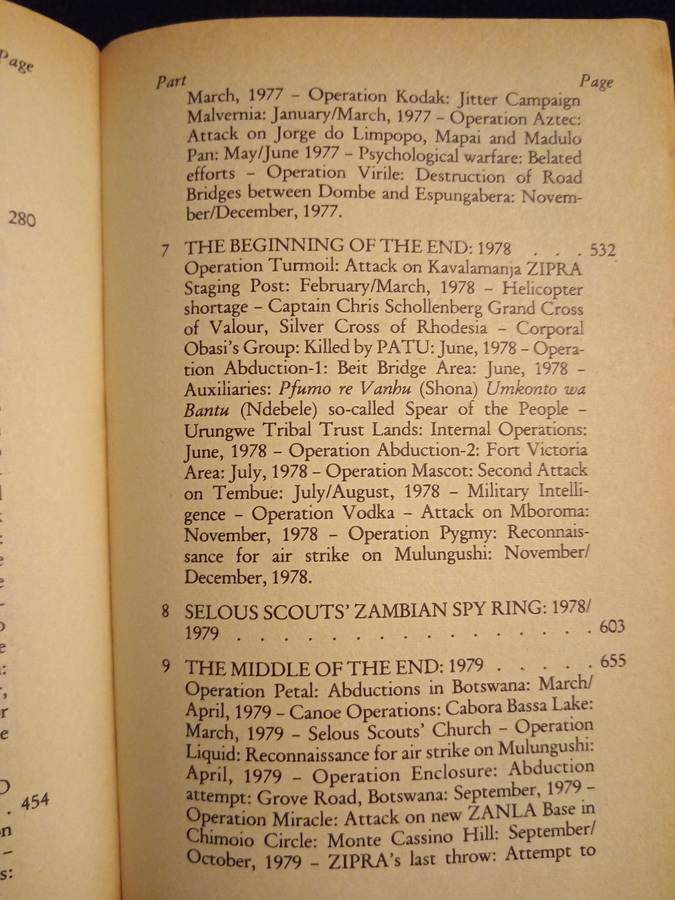 Page
280
454
Part Page
March, 1977 – Operation Kodak: Jitter Campaign
Malvernia: January/March, 1977 – Operation Aztec:
Attack on Jorge do Limpopo, Mapai and Madulo
Pan: May/June 1977 – Psychological warfare: Belated
efforts – Operation Virile: Destruction of Road
Bridges between Dombe and Espungabera: Novem-
ber/December, 1977.
7 THE BEGINNING OF THE END: 1978 . . . 532
Operation Turmoil: Attack on Kavalamanja ZIPRA
Staging Post: February/March, 1978 – Helicopter
shortage – Captain Chris Schollenberg Grand Cross
of Valour, Silver Cross of Rhodesia – Corporal
Obasi's Group: Killed by PATU: June, 1978 – Opera-
tion Abduction-1: Beit Bridge Area: June, 1978 –
Auxiliaries: Pfumo re Vanhu (Shona) Umkonto wa
Bantu (Ndebele) so-called Spear of the People –
Urungwe Tribal Trust Lands: Internal Operations:
June, 1978 – Operation Abduction-2: Fort Victoria
Area: July, 1978 – Operation Mascot: Second Attack
on Tembue: July/August, 1978 – Military Intelli-
gence – Operation Vodka – Attack on Mboroma:
November, 1978 – Operation Pygmy: Reconnais-
sance for air strike on Mulungushi: November/
December, 1978.
8 SELOUS SCOUTS' ZAMBIAN SPY RING: 1978/
1979 . . . . . . . . . . . . . . . . 603
9 THE MIDDLE OF THE END: 1979 . . . . . 655
Operation Petal: Abductions in Botswana: March/
April, 1979 – Canoe Operations: Cabora Bassa Lake:
March, 1979 – Selous Scouts' Church – Operation
Liquid: Reconnaissance for air strike on Mulungushi:
April, 1979 – Operation Enclosure: Abduction
attempt: Grove Road, Botswana: September, 1979 –
Operation Miracle: Attack on new ZANLA Base in
Chimoio Circle: Monte Cassino Hill: September/
October, 1979 – ZIPRA's last throw: Attempt to